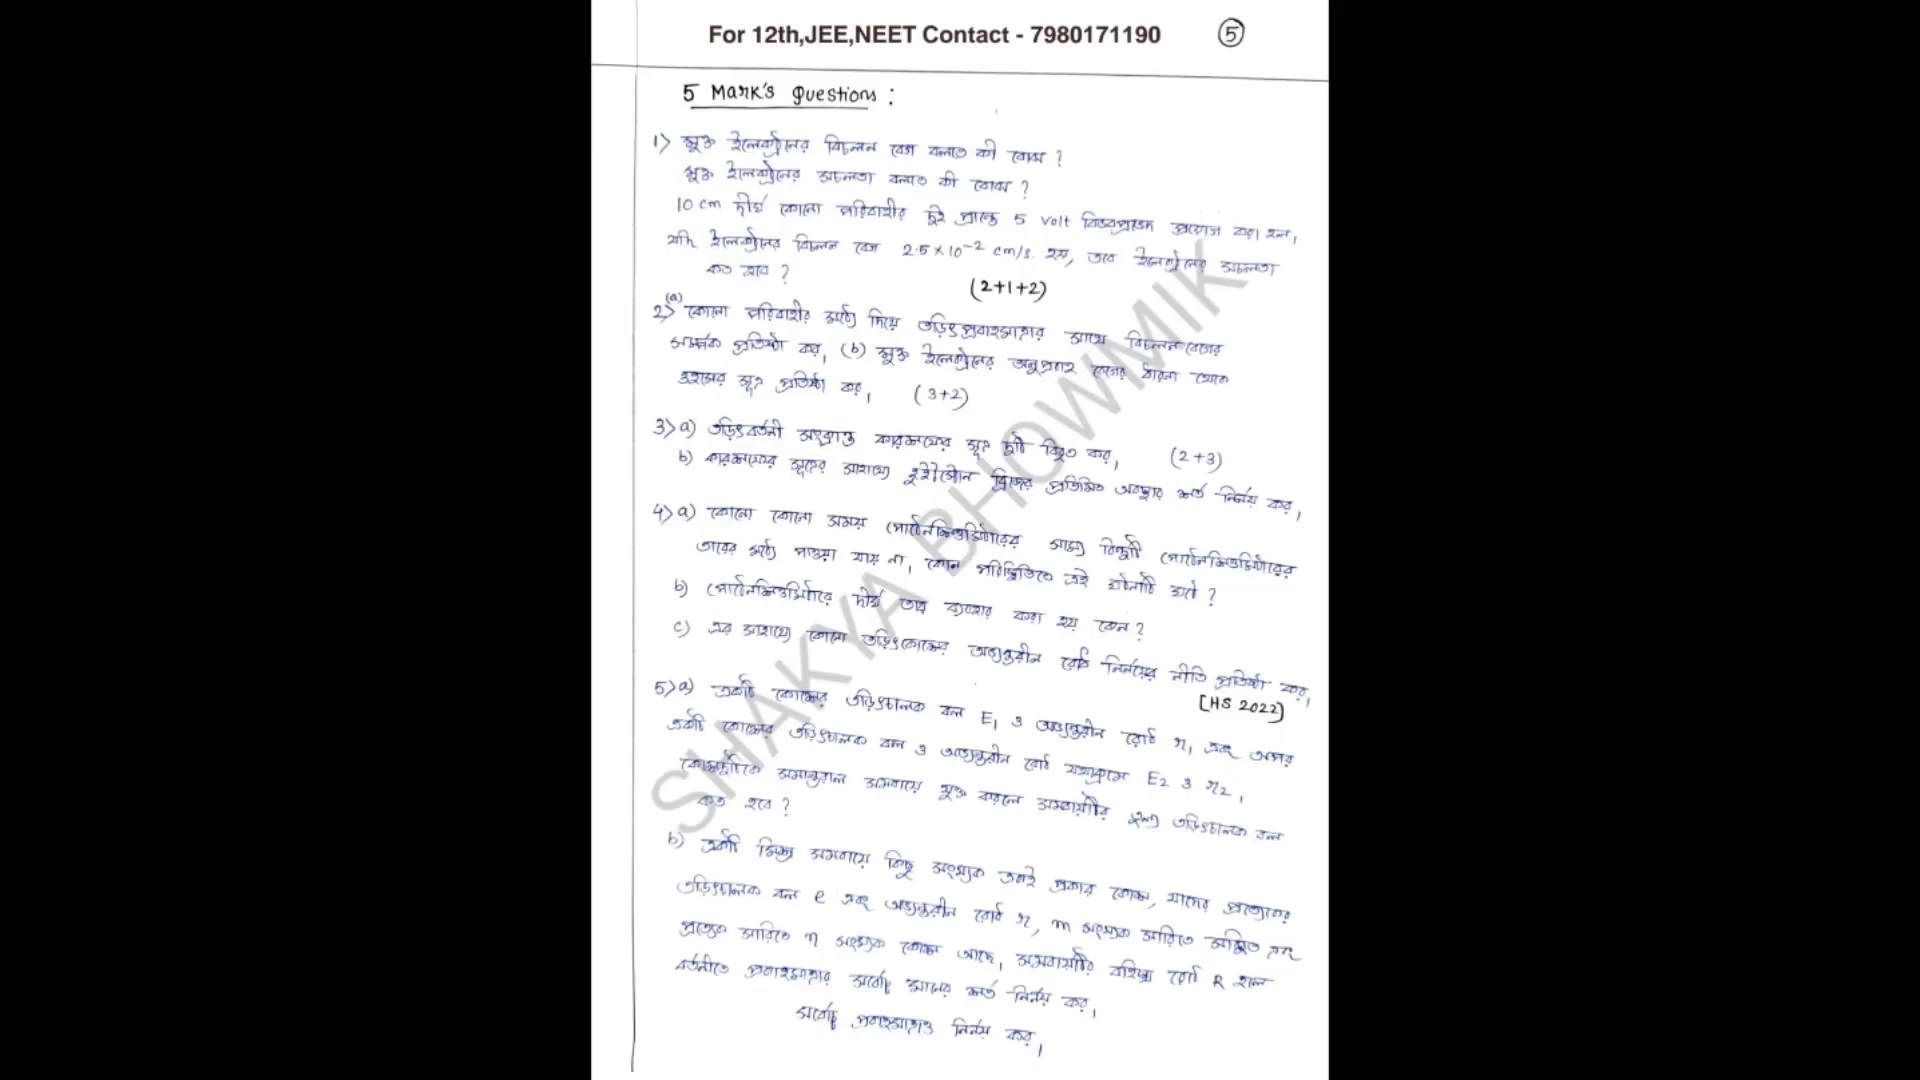 For 12th,JEE,NEET Contact - 7980171190 5
5 Mark's Questions :
1> মুক্ত ইলেকট্রনের বিচলন বেগ বলতে কী বোঝ ?
মুক্ত ইলেকট্রনের সচলতা বলতে কী বোঝ ?
10 cm দীর্ঘ কোনো পরিবাহীর দুই প্রান্তে 5 volt বিভবপ্রভেদ প্রয়োগ করা হল।
যদি ইলেকট্রনের বিচলন বেগ 2.5 × 10⁻² cm/s. হয়, তবে ইলেকট্রনের সচলতা
কত হবে ?
(2+1+2)
2> (a) কোনো পরিবাহীর মধ্যে দিয়ে তড়িৎপ্রবাহমাত্রার সাথে বিচলন বেগের
সম্পর্ক প্রতিষ্ঠা কর। (b) মুক্ত ইলেকট্রনের অনুপ্রবাহ বেগের ধারনা থেকে
ওহমের সূত্র প্রতিষ্ঠা কর। (3+2)
3> a) তড়িৎবর্তনী সংক্রান্ত কারশফের সূত্র দুটি বিবৃত কর। (2+3)
b) কারশফের সূত্রের সাহায্যে হুইটস্টোন ব্রিজের প্রতিমিত অবস্থার শর্ত নির্ণয় কর।
4> a) কোনো কোনো সময় পোটেনশিওমিটারের সাম্য বিন্দুটি পোটেনশিওমিটারের
তারের মধ্যে পাওয়া যায় না। কোন পরিস্থিতিতে এই ঘটনাটি ঘটে ?
b) পোটেনশিওমিটারে দীর্ঘ তার ব্যবহার করা হয় কেন ?
c) এর সাহায্যে কোনো তড়িৎকোশের অভ্যন্তরীন রোধ নির্ণয়ের নীতি প্রতিষ্ঠা কর।
[HS 2022]
5> a) একটি কোশের তড়িৎচালক বল E₁ ও অভ্যন্তরীন রোধ r₁ এবং অপর
একটি কোশের তড়িৎচালক বল ও অভ্যন্তরীন রোধ যথাক্রমে E₂ ও r₂।
কোশদুটিকে সমান্তরাল সমবায়ে যুক্ত করলে সমবায়টির তুল্য তড়িৎচালক বল
কত হবে ?
b) একটি মিশ্র সমবায়ে কিছু সংখ্যক একই প্রকার কোশ, যাদের প্রত্যেকের
তড়িৎচালক বল e এবং অভ্যন্তরীন রোধ r, m সংখ্যক সারিতে সজ্জিত এবং
প্রত্যেক সারিতে n সংখ্যক কোশ আছে। সমবায়টির বহিস্থ রোধ R হলে
বর্তনীতে প্রবাহমাত্রার সর্বোচ্চ মানের শর্ত নির্ণয় কর।
সর্বোচ্চ প্রবাহমাত্রাও নির্ণয় কর।
SHAKYA BHOWMIK